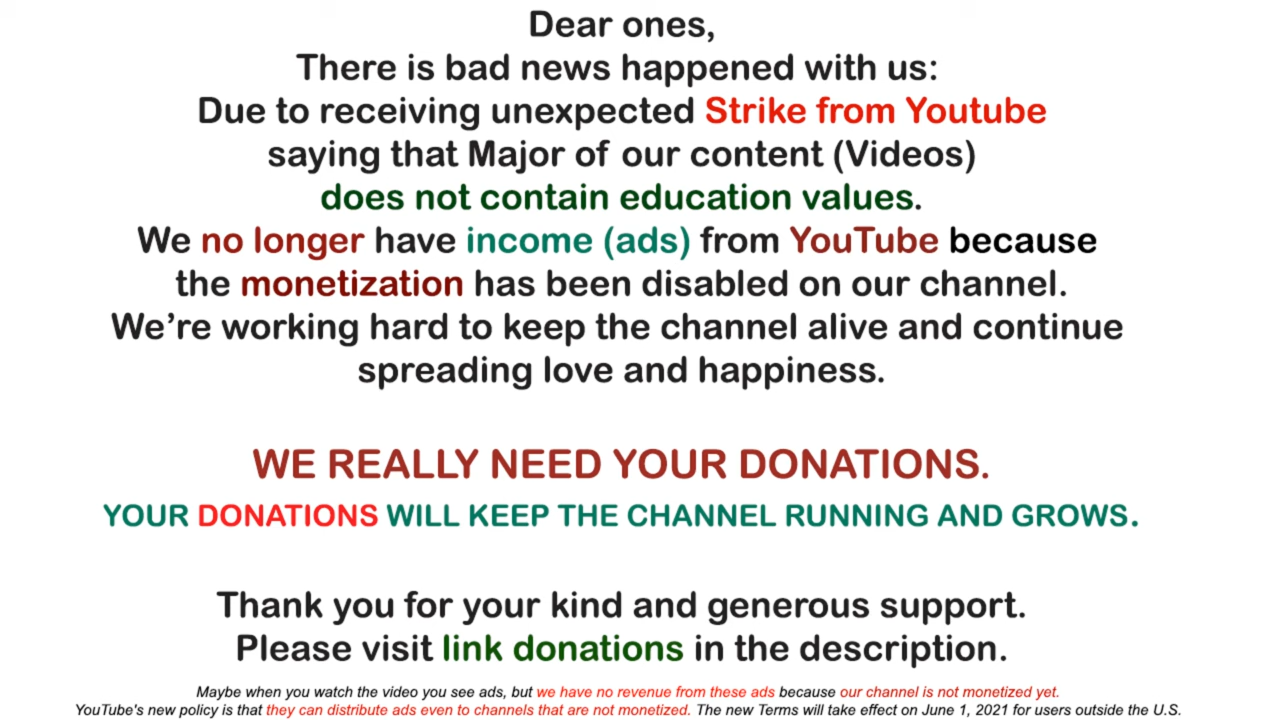 Dear ones,
There is bad news happened with us:
Due to receiving unexpected Strike from Youtube
saying that Major of our content (Videos)
does not contain education values.
We no longer have income (ads) from YouTube because
the monetization has been disabled on our channel.
We’re working hard to keep the channel alive and continue
spreading love and happiness.
WE REALLY NEED YOUR DONATIONS.
YOUR DONATIONS WILL KEEP THE CHANNEL RUNNING AND GROWS.
Thank you for your kind and generous support.
Please visit link donations in the description.
Maybe when you watch the video you see ads, but we have no revenue from these ads because our channel is not monetized yet.
YouTube's new policy is that they can distribute ads even to channels that are not monetized. The new Terms will take effect on June 1, 2021 for users outside the U.S.